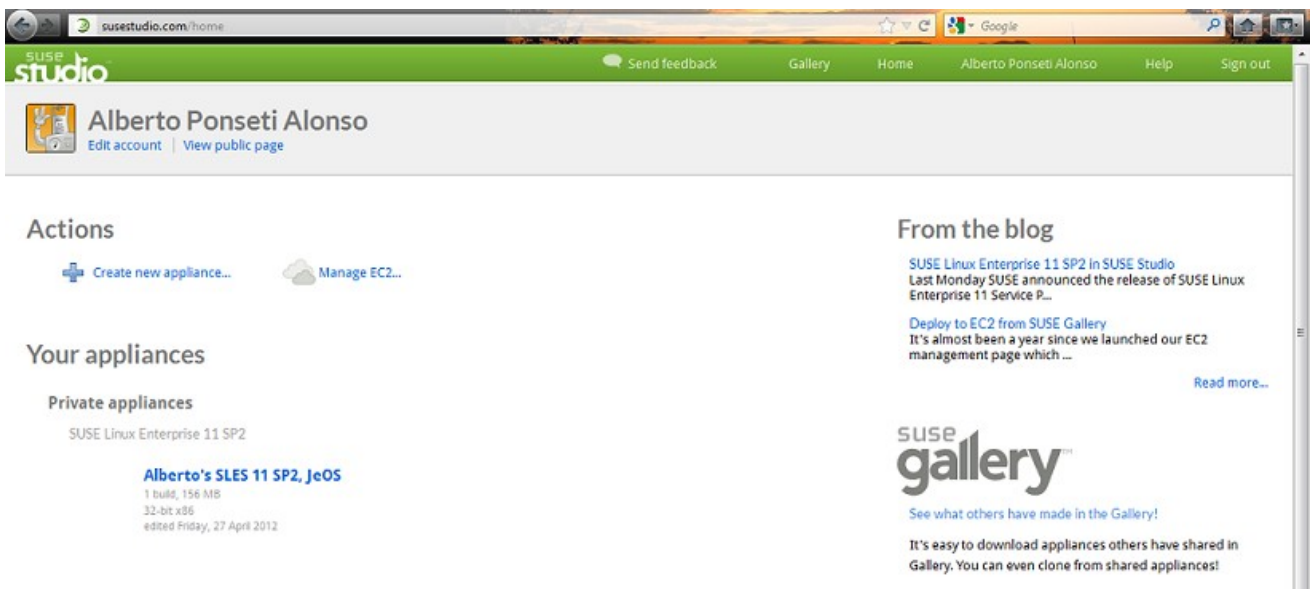 susestudio.com/home
Google
suse
studio
Send feedback
Gallery
Home
Alberto Ponseti Alonso
Help
Sign out
Alberto Ponseti Alonso
Edit account | View public page
Actions
Create new appliance...
Manage EC2...
Your appliances
Private appliances
SUSE Linux Enterprise 11 SP2
Alberto's SLES 11 SP2, JeOS
1 build, 156 MB
32-bit x86
edited Friday, 27 April 2012
From the blog
SUSE Linux Enterprise 11 SP2 in SUSE Studio
Last Monday SUSE announced the release of SUSE Linux
Enterprise 11 Service P...
Deploy to EC2 from SUSE Gallery
It's almost been a year since we launched our EC2
management page which ...
Read more...
suse
gallery™
See what others have made in the Gallery!
It's easy to download appliances others have shared in
Gallery. You can even clone from shared appliances!